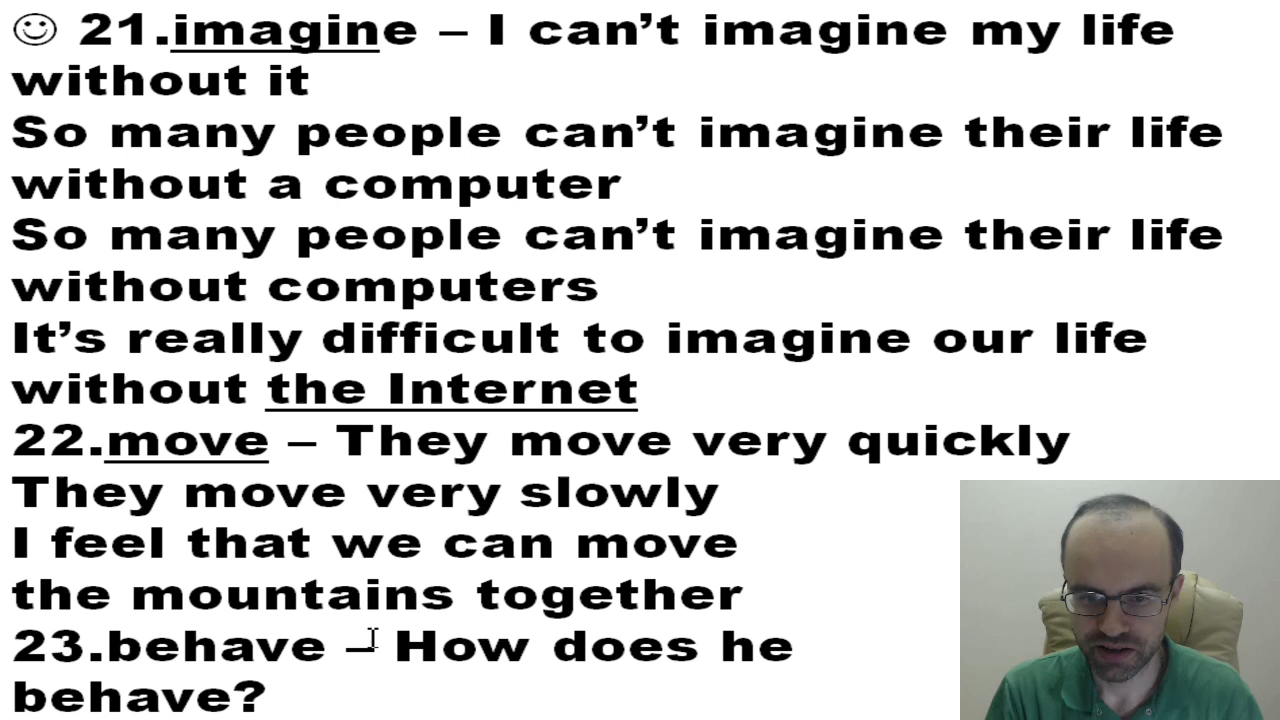 ☺ 21.imagine – I can’t imagine my life
without it
So many people can’t imagine their life
without a computer
So many people can’t imagine their life
without computers
It’s really difficult to imagine our life
without the Internet
22.move – They move very quickly
They move very slowly
I feel that we can move
the mountains together
23.behave – How does he
behave?